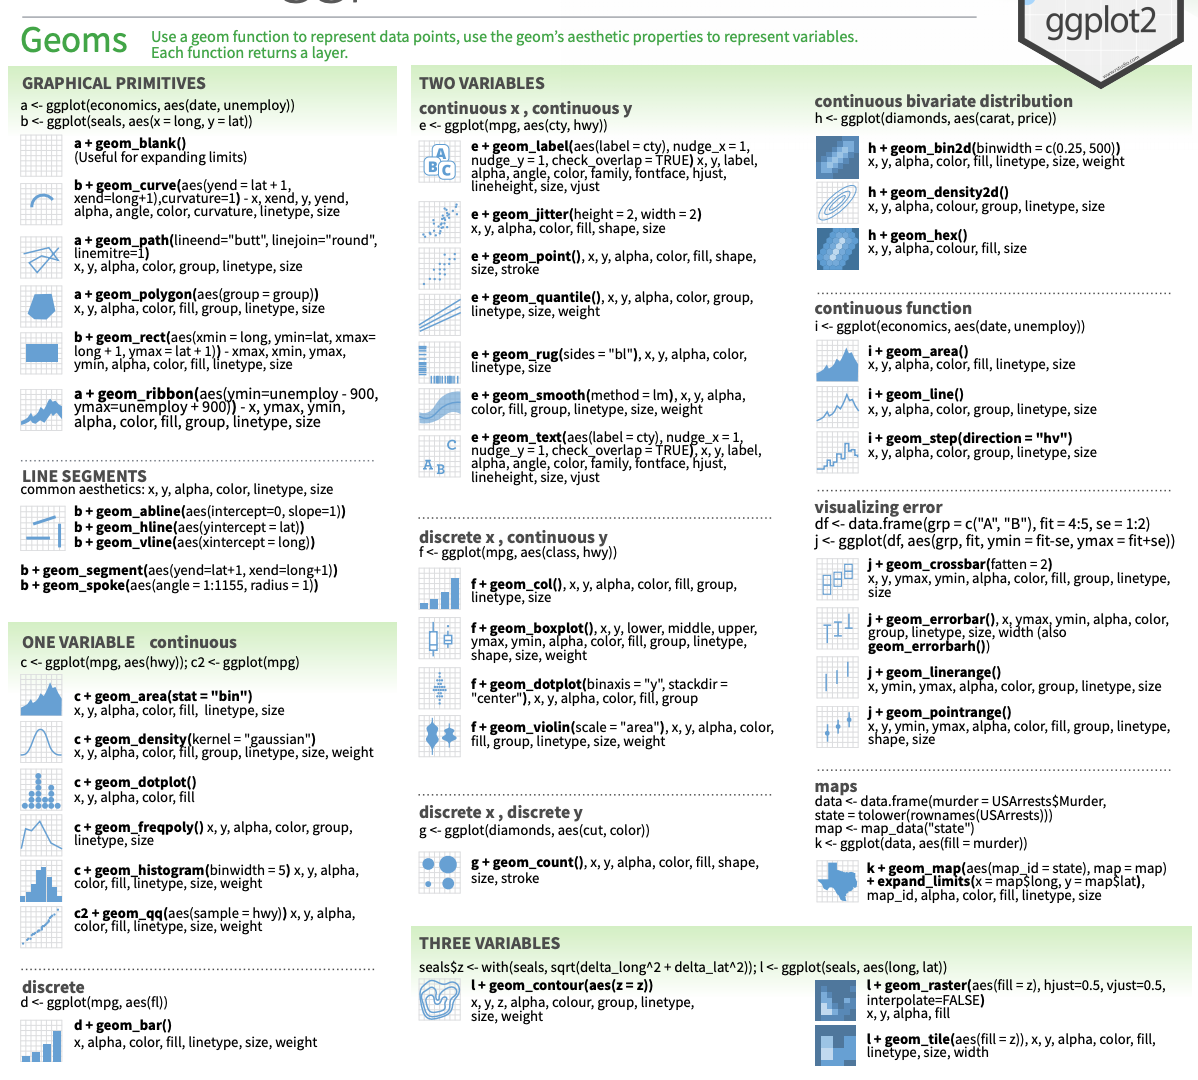 ggplot2
Geoms
Use a geom function to represent data points, use the geom’s aesthetic properties to represent variables.
Each function returns a layer.
GRAPHICAL PRIMITIVES
a <- ggplot(economics, aes(date, unemploy))
b <- ggplot(seals, aes(x = long, y = lat))
a + geom_blank()
(Useful for expanding limits)
b + geom_curve(aes(yend = lat + 1,
xend=long+1),curvature=1) - x, xend, y, yend,
alpha, angle, color, curvature, linetype, size
a + geom_path(lineend="butt", linejoin="round",
linemitre=1)
x, y, alpha, color, group, linetype, size
a + geom_polygon(aes(group = group))
x, y, alpha, color, fill, group, linetype, size
b + geom_rect(aes(xmin = long, ymin=lat, xmax=
long + 1, ymax = lat + 1)) - xmax, xmin, ymax,
ymin, alpha, color, fill, linetype, size
a + geom_ribbon(aes(ymin=unemploy - 900,
ymax=unemploy + 900)) - x, ymax, ymin,
alpha, color, fill, group, linetype, size
LINE SEGMENTS
common aesthetics: x, y, alpha, color, linetype, size
b + geom_abline(aes(intercept=0, slope=1))
b + geom_hline(aes(yintercept = lat))
b + geom_vline(aes(xintercept = long))
b + geom_segment(aes(yend=lat+1, xend=long+1))
b + geom_spoke(aes(angle = 1:1155, radius = 1))
ONE VARIABLE continuous
c <- ggplot(mpg, aes(hwy)); c2 <- ggplot(mpg)
c + geom_area(stat = "bin")
x, y, alpha, color, fill, linetype, size
c + geom_density(kernel = "gaussian")
x, y, alpha, color, fill, group, linetype, size, weight
c + geom_dotplot()
x, y, alpha, color, fill
c + geom_freqpoly() x, y, alpha, color, group,
linetype, size
c + geom_histogram(binwidth = 5) x, y, alpha,
color, fill, linetype, size, weight
c2 + geom_qq(aes(sample = hwy)) x, y, alpha,
color, fill, linetype, size, weight
discrete
d <- ggplot(mpg, aes(fl))
d + geom_bar()
x, alpha, color, fill, linetype, size, weight
TWO VARIABLES
continuous x , continuous y
e <- ggplot(mpg, aes(cty, hwy))
A
B C
e + geom_label(aes(label = cty), nudge_x = 1,
nudge_y = 1, check_overlap = TRUE) x, y, label,
alpha, angle, color, family, fontface, hjust,
lineheight, size, vjust
e + geom_jitter(height = 2, width = 2)
x, y, alpha, color, fill, shape, size
e + geom_point(), x, y, alpha, color, fill, shape,
size, stroke
e + geom_quantile(), x, y, alpha, color, group,
linetype, size, weight
e + geom_rug(sides = "bl"), x, y, alpha, color,
linetype, size
e + geom_smooth(method = lm), x, y, alpha,
color, fill, group, linetype, size, weight
C
A B
e + geom_text(aes(label = cty), nudge_x = 1,
nudge_y = 1, check_overlap = TRUE), x, y, label,
alpha, angle, color, family, fontface, hjust,
lineheight, size, vjust
discrete x , continuous y
f <- ggplot(mpg, aes(class, hwy))
f + geom_col(), x, y, alpha, color, fill, group,
linetype, size
f + geom_boxplot(), x, y, lower, middle, upper,
ymax, ymin, alpha, color, fill, group, linetype,
shape, size, weight
f + geom_dotplot(binaxis = "y", stackdir =
"center"), x, y, alpha, color, fill, group
f + geom_violin(scale = "area"), x, y, alpha, color,
fill, group, linetype, size, weight
discrete x , discrete y
g <- ggplot(diamonds, aes(cut, color))
g + geom_count(), x, y, alpha, color, fill, shape,
size, stroke
continuous bivariate distribution
h <- ggplot(diamonds, aes(carat, price))
h + geom_bin2d(binwidth = c(0.25, 500))
x, y, alpha, color, fill, linetype, size, weight
h + geom_density2d()
x, y, alpha, colour, group, linetype, size
h + geom_hex()
x, y, alpha, colour, fill, size
continuous function
i <- ggplot(economics, aes(date, unemploy))
i + geom_area()
x, y, alpha, color, fill, linetype, size
i + geom_line()
x, y, alpha, color, group, linetype, size
i + geom_step(direction = "hv")
x, y, alpha, color, group, linetype, size
visualizing error
df <- data.frame(grp = c("A", "B"), fit = 4:5, se = 1:2)
j <- ggplot(df, aes(grp, fit, ymin = fit-se, ymax = fit+se))
j + geom_crossbar(fatten = 2)
x, y, ymax, ymin, alpha, color, fill, group, linetype,
size
j + geom_errorbar(), x, ymax, ymin, alpha, color,
group, linetype, size, width (also
geom_errorbarh())
j + geom_linerange()
x, ymin, ymax, alpha, color, group, linetype, size
j + geom_pointrange()
x, y, ymin, ymax, alpha, color, fill, group, linetype,
shape, size
maps
data <- data.frame(murder = USArrests$Murder,
state = tolower(rownames(USArrests)))
map <- map_data("state")
k <- ggplot(data, aes(fill = murder))
k + geom_map(aes(map_id = state), map = map)
+ expand_limits(x = map$long, y = map$lat),
map_id, alpha, color, fill, linetype, size
THREE VARIABLES
seals$z <- with(seals, sqrt(delta_long^2 + delta_lat^2)); l <- ggplot(seals, aes(long, lat))
l + geom_contour(aes(z = z))
x, y, z, alpha, colour, group, linetype,
size, weight
l + geom_raster(aes(fill = z), hjust=0.5, vjust=0.5,
interpolate=FALSE)
x, y, alpha, fill
l + geom_tile(aes(fill = z)), x, y, alpha, color, fill,
linetype, size, width